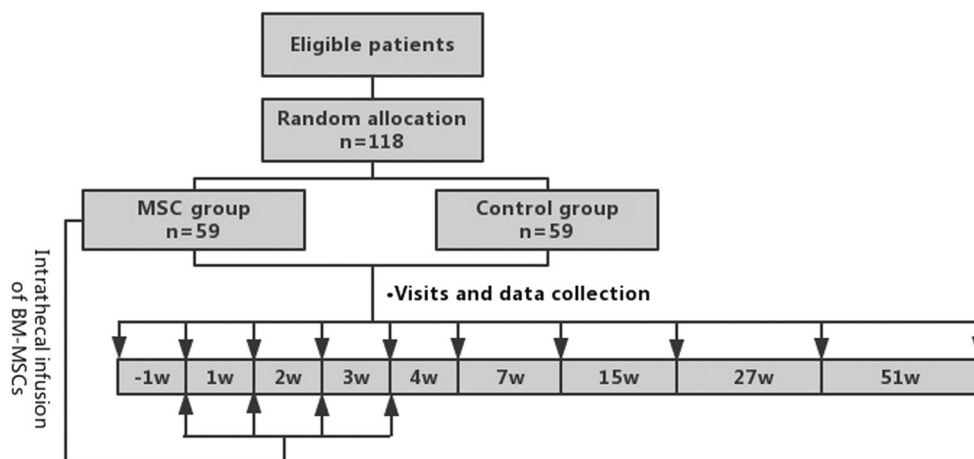 Eligible patients
Random allocation
n=118
MSC group
n=59
Control group
n=59
Intrathecal infusion
of BM-MSCs
•Visits and data collection
-1w 1w 2w 3w 4w 7w 15w 27w 51w